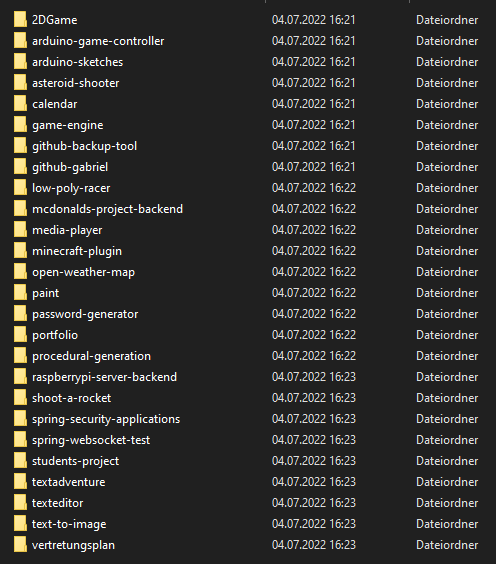 2DGame 04.07.2022 16:21 Dateiordner
arduino-game-controller 04.07.2022 16:21 Dateiordner
arduino-sketches 04.07.2022 16:21 Dateiordner
asteroid-shooter 04.07.2022 16:21 Dateiordner
calendar 04.07.2022 16:21 Dateiordner
game-engine 04.07.2022 16:21 Dateiordner
github-backup-tool 04.07.2022 16:21 Dateiordner
github-gabriel 04.07.2022 16:21 Dateiordner
low-poly-racer 04.07.2022 16:22 Dateiordner
mcdonalds-project-backend 04.07.2022 16:22 Dateiordner
media-player 04.07.2022 16:22 Dateiordner
minecraft-plugin 04.07.2022 16:22 Dateiordner
open-weather-map 04.07.2022 16:22 Dateiordner
paint 04.07.2022 16:22 Dateiordner
password-generator 04.07.2022 16:22 Dateiordner
portfolio 04.07.2022 16:22 Dateiordner
procedural-generation 04.07.2022 16:22 Dateiordner
raspberrypi-server-backend 04.07.2022 16:23 Dateiordner
shoot-a-rocket 04.07.2022 16:23 Dateiordner
spring-security-applications 04.07.2022 16:23 Dateiordner
spring-websocket-test 04.07.2022 16:23 Dateiordner
students-project 04.07.2022 16:23 Dateiordner
textadventure 04.07.2022 16:23 Dateiordner
texteditor 04.07.2022 16:23 Dateiordner
text-to-image 04.07.2022 16:23 Dateiordner
vertretungsplan 04.07.2022 16:23 Dateiordner